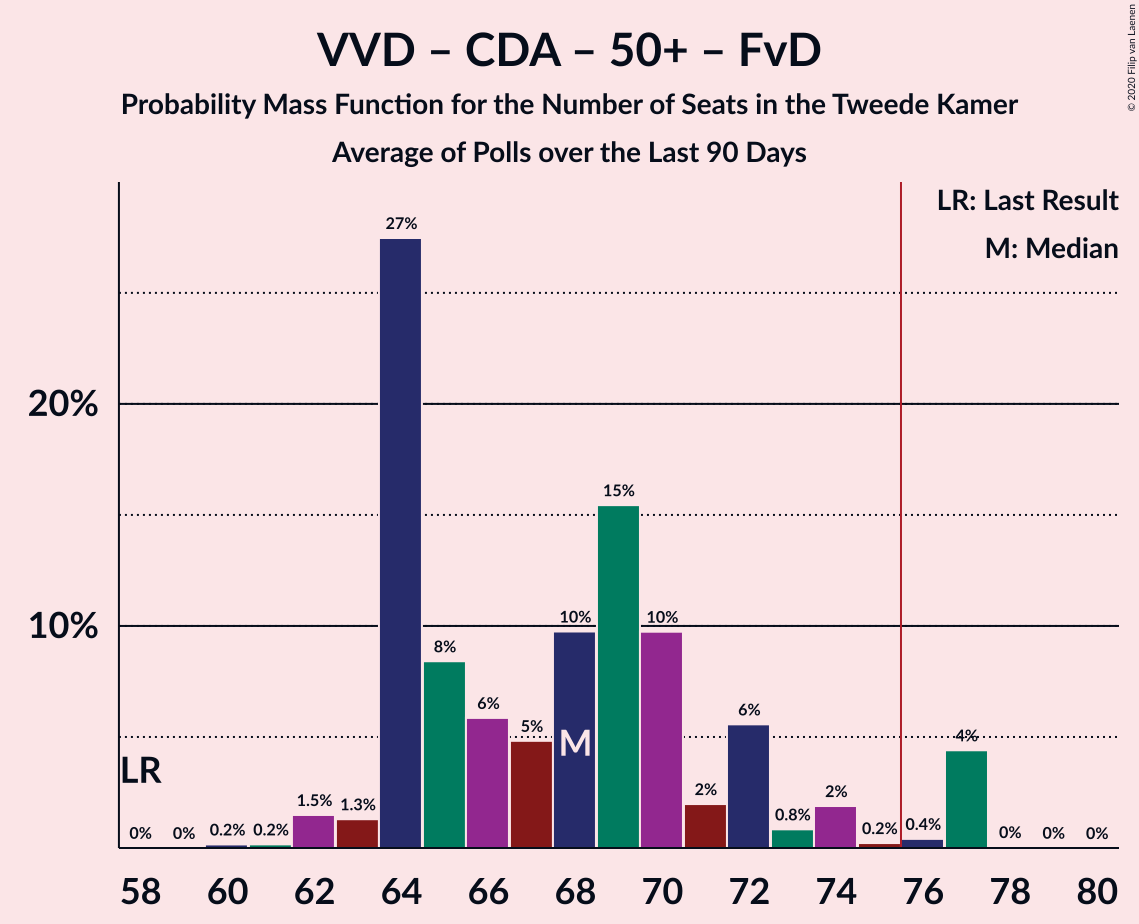 VVD – CDA – 50+ – FvD
Probability Mass Function for the Number of Seats in the Tweede Kamer
Average of Polls over the Last 90 Days
© 2020 Filip van Laenen
LR: Last Result
M: Median
27%
20%
15%
10%
10% 10%
8%
6% 5% 6% 4%
M
LR
0% 0% 0.2% 0.2% 1.5% 1.3% 2% 0.8% 2% 0.2% 0.4% 0% 0% 0%
58 60 62 64 66 68 70 72 74 76 78 80